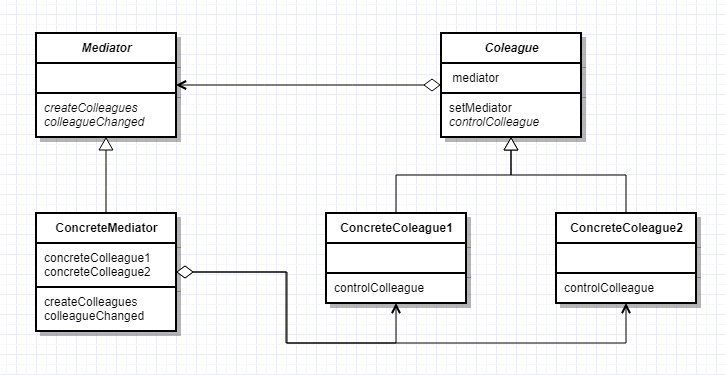 Mediator
createColleagues
colleagueChanged
Coleague
mediator
setMediator
controlColleague
ConcreteMediator
concreteColleague1
concreteColleague2
createColleagues
colleagueChanged
ConcreteColeague1
controlColleague
ConcreteColeague2
controlColleague